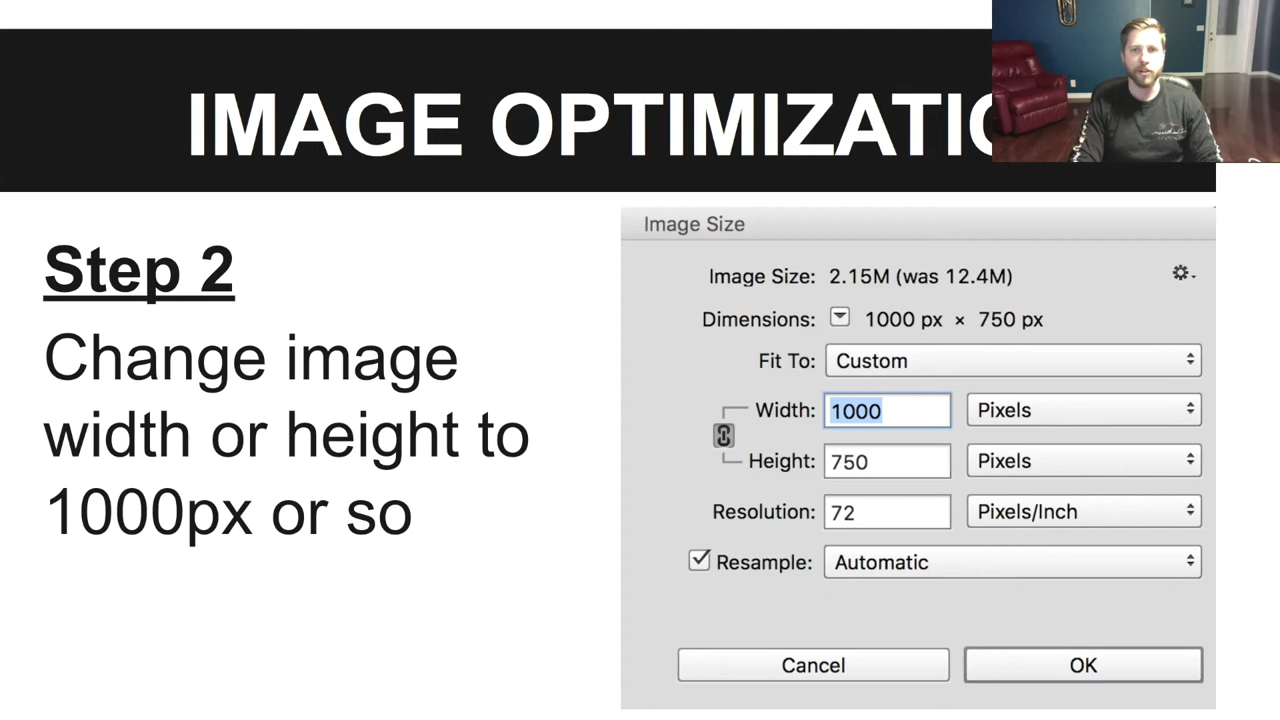 IMAGE OPTIMIZATIO
Step 2
Change image
width or height to
1000px or so
Image Size
Image Size: 2.15M (was 12.4M)
Dimensions: 1000 px × 750 px
Fit To: Custom
Width: 1000 Pixels
Height: 750 Pixels
Resolution: 72 Pixels/Inch
Resample: Automatic
Cancel OK